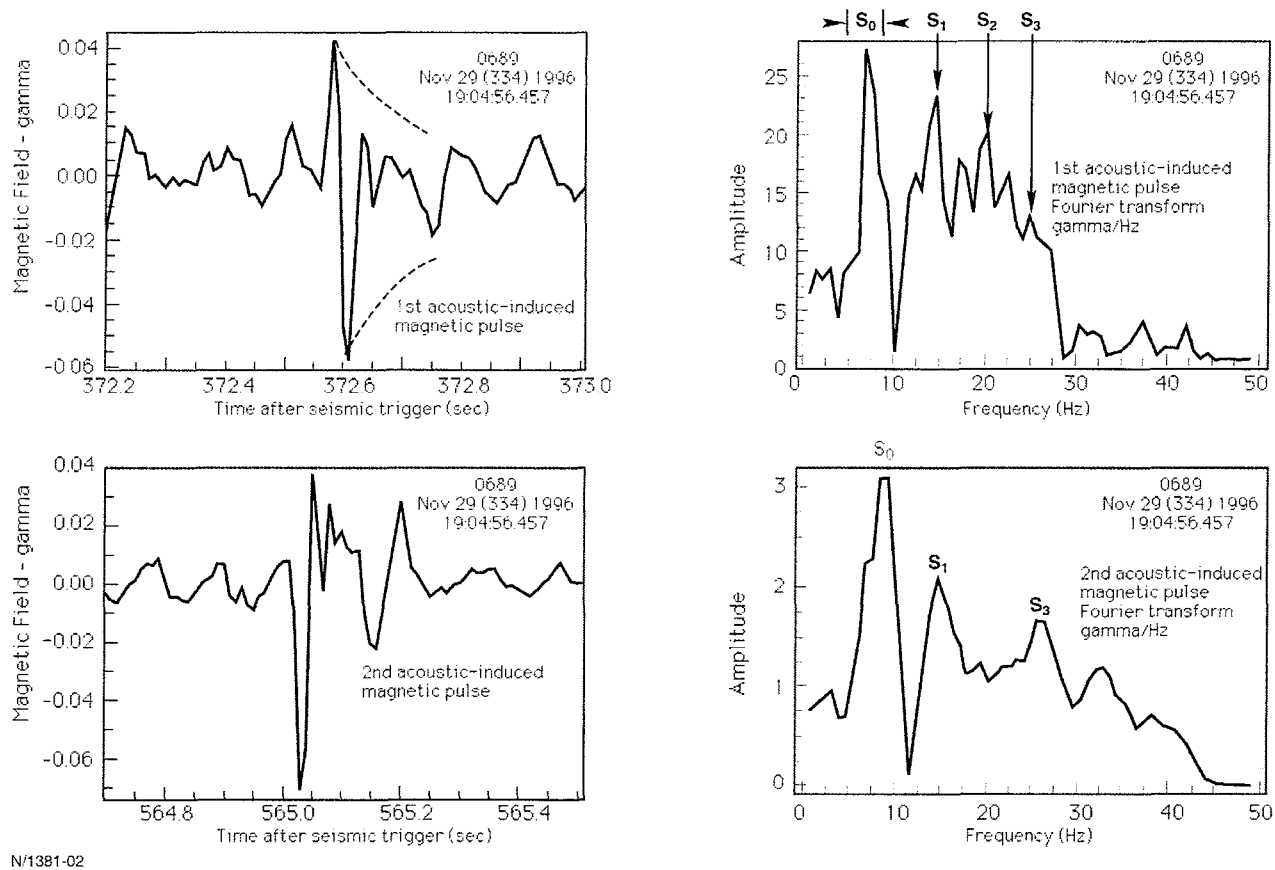 0.04
0.02
0.00
-0.02
-0.04
-0.06
Magnetic Field - gamma
0689
Nov 29 (334) 1996
19:04:56.457
1st acoustic-induced
magnetic pulse
372.2 372.4 372.6 372.8 373.0
Time after seismic trigger (sec)
S0 S1 S2 S3
25
20
15
10
5
0
Amplitude
0689
Nov 29 (334) 1996
19:04:56.457
1st acoustic-induced
magnetic pulse
Fourier transform
gamma/Hz
0 10 20 30 40 50
Frequency (Hz)
0.04
0.02
0.00
-0.02
-0.04
-0.06
Magnetic Field - gamma
0689
Nov 29 (334) 1996
19:04:56.457
2nd acoustic-induced
magnetic pulse
564.8 565.0 565.2 565.4
Time after seismic trigger (sec)
S0
S1
S3
3
2
1
0
Amplitude
0689
Nov 29 (334) 1996
19:04:56.457
2nd acoustic-induced
magnetic pulse
Fourier transform
gamma/Hz
0 10 20 30 40 50
Frequency (Hz)
N/1381-02